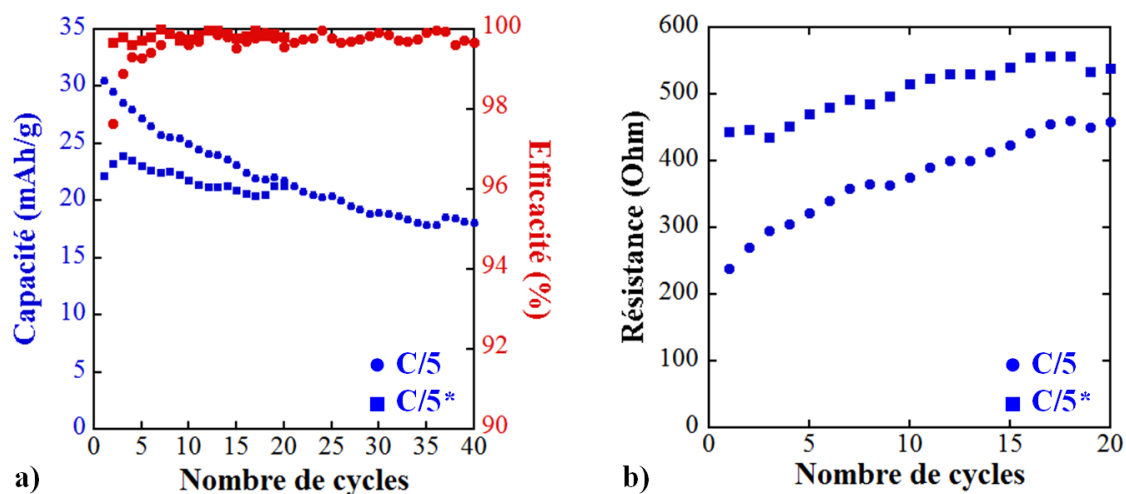 35
30
25
20
15
10
5
0
Capacité (mAh/g)
100
98
96
94
92
90
Efficacité (%)
C/5
C/5*
0 5 10 15 20 25 30 35 40
Nombre de cycles
a)
600
500
400
300
200
100
0
Résistance (Ohm)
C/5
C/5*
0 5 10 15 20
Nombre de cycles
b)